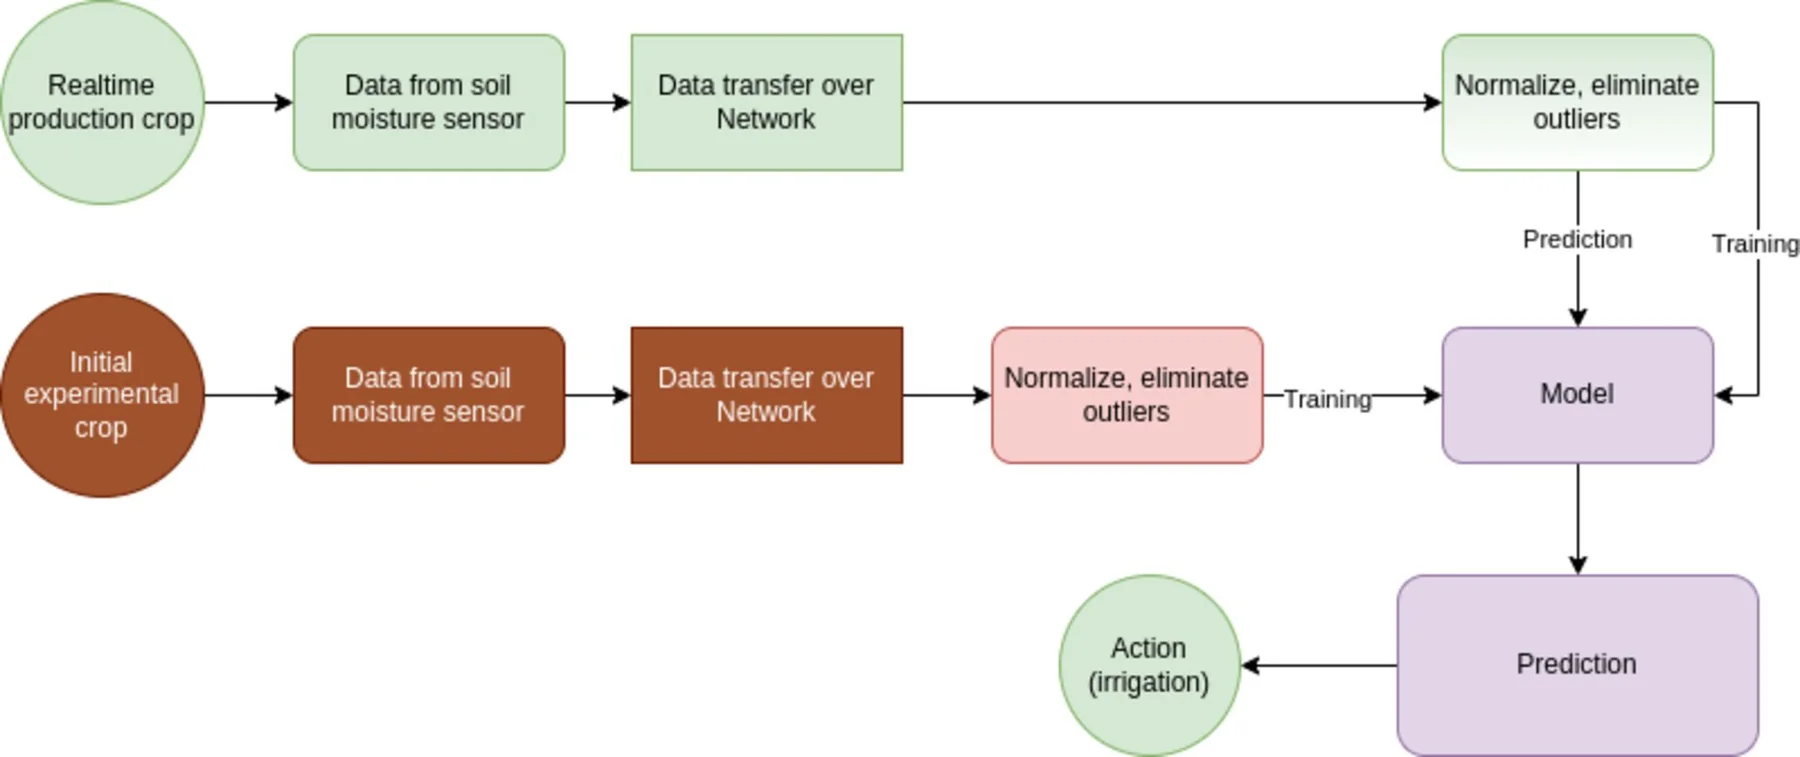 Realtime
production crop
Data from soil
moisture sensor
Data transfer over
Network
Normalize, eliminate
outliers
Prediction
Training
Initial
experimental
crop
Data from soil
moisture sensor
Data transfer over
Network
Normalize, eliminate
outliers
Training
Model
Action
(irrigation)
Prediction